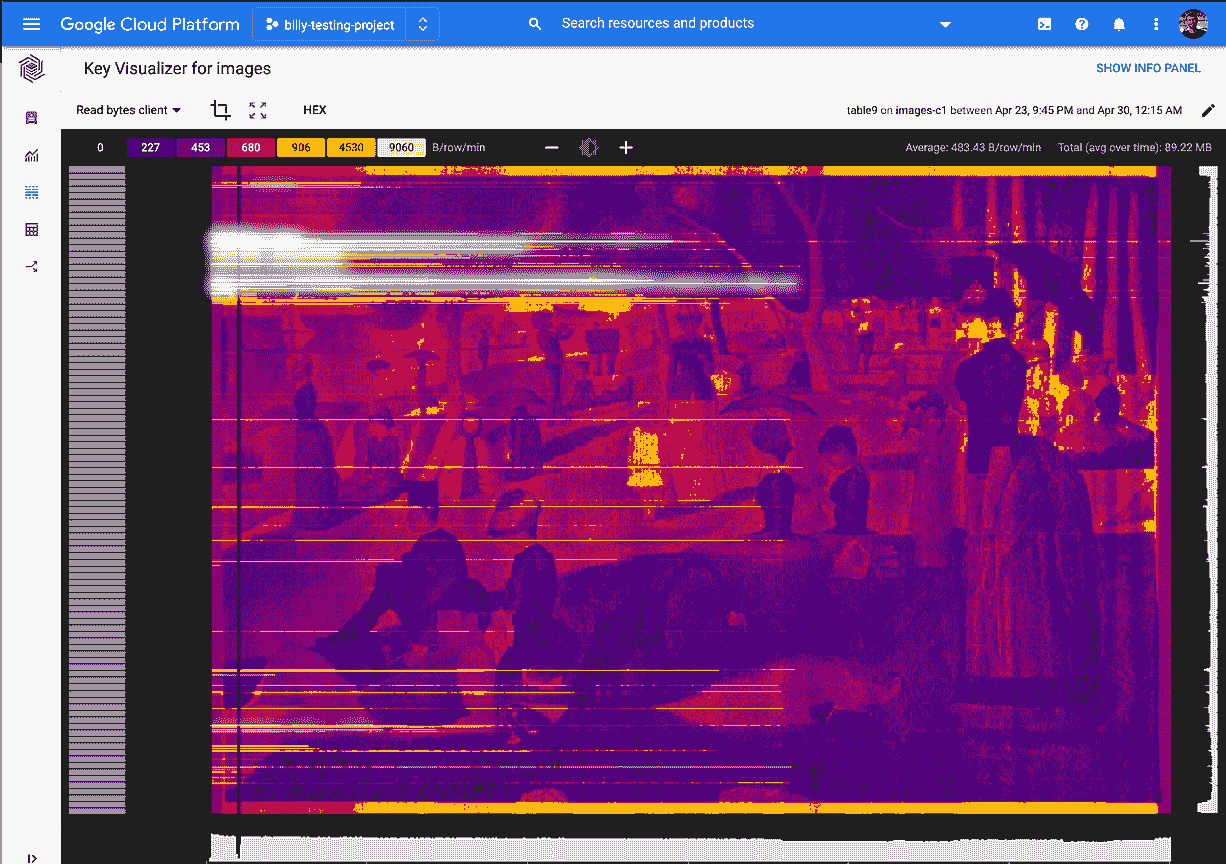 Google Cloud Platform billy-testing-project Search resources and products
Key Visualizer for images SHOW INFO PANEL
Read bytes client HEX table9 on images-c1 between Apr 23, 9:45 PM and Apr 30, 12:15 AM
0 227 453 680 906 4530 9060 B/row/min Average: 483.43 B/row/min Total (avg over time): 89.22 MB